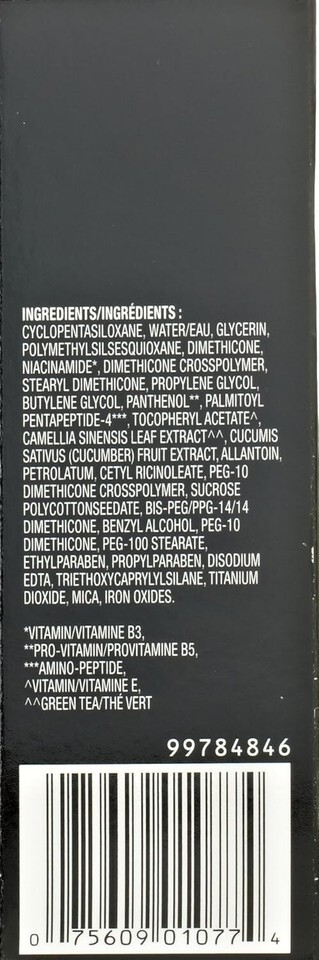 INGREDIENTS/INGRÉDIENTS :
CYCLOPENTASILOXANE, WATER/EAU, GLYCERIN,
POLYMETHYLSILSESQUIOXANE, DIMETHICONE,
NIACINAMIDE*, DIMETHICONE CROSSPOLYMER,
STEARYL DIMETHICONE, PROPYLENE GLYCOL,
BUTYLENE GLYCOL, PANTHENOL**, PALMITOYL
PENTAPEPTIDE-4***, TOCOPHERYL ACETATE^,
CAMELLIA SINENSIS LEAF EXTRACT^^, CUCUMIS
SATIVUS (CUCUMBER) FRUIT EXTRACT, ALLANTOIN,
PETROLATUM, CETYL RICINOLEATE, PEG-10
DIMETHICONE CROSSPOLYMER, SUCROSE
POLYCOTTONSEEDATE, BIS-PEG/PPG-14/14
DIMETHICONE, BENZYL ALCOHOL, PEG-10
DIMETHICONE, PEG-100 STEARATE,
ETHYLPARABEN, PROPYLPARABEN, DISODIUM
EDTA, TRIETHOXYCAPRYLYLSILANE, TITANIUM
DIOXIDE, MICA, IRON OXIDES.
*VITAMIN/VITAMINE B3,
**PRO-VITAMIN/PROVITAMINE B5,
***AMINO-PEPTIDE,
^VITAMIN/VITAMINE E,
^^GREEN TEA/THÉ VERT
99784846
0 75609 01077 4